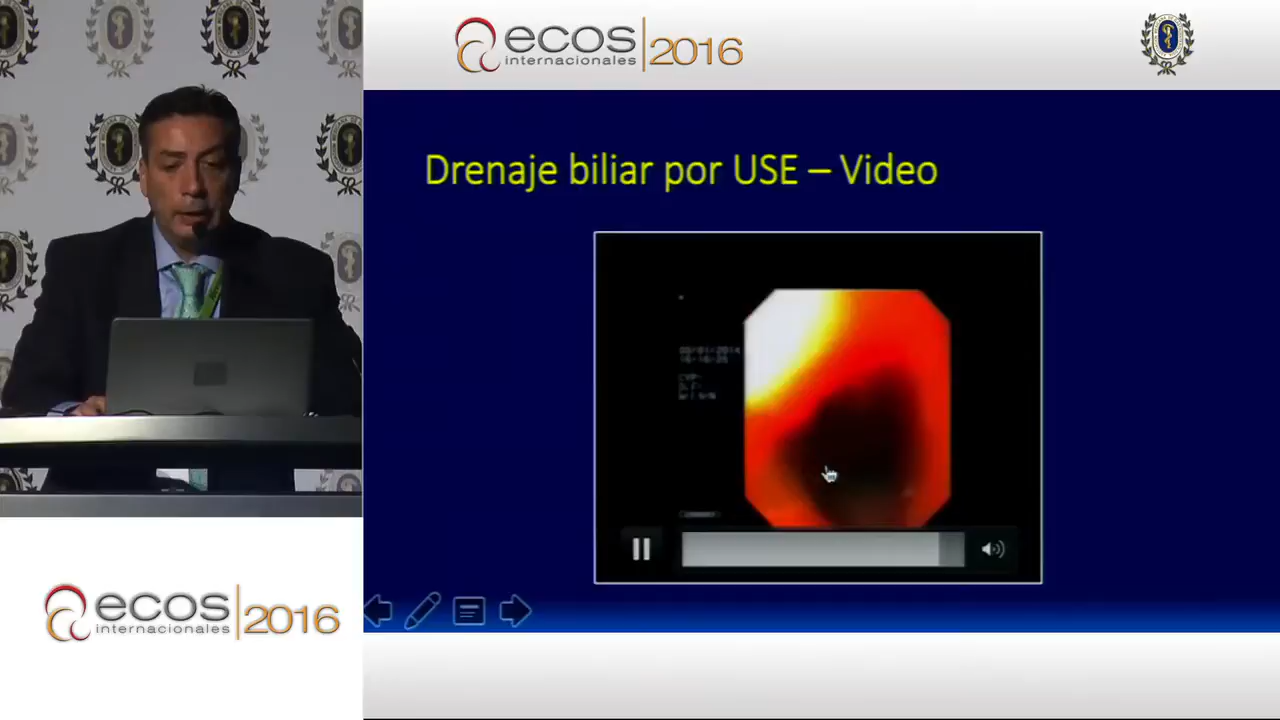 ecos
internacionales
2016
Drenaje biliar por USE – Video
ecos
internacionales
2016